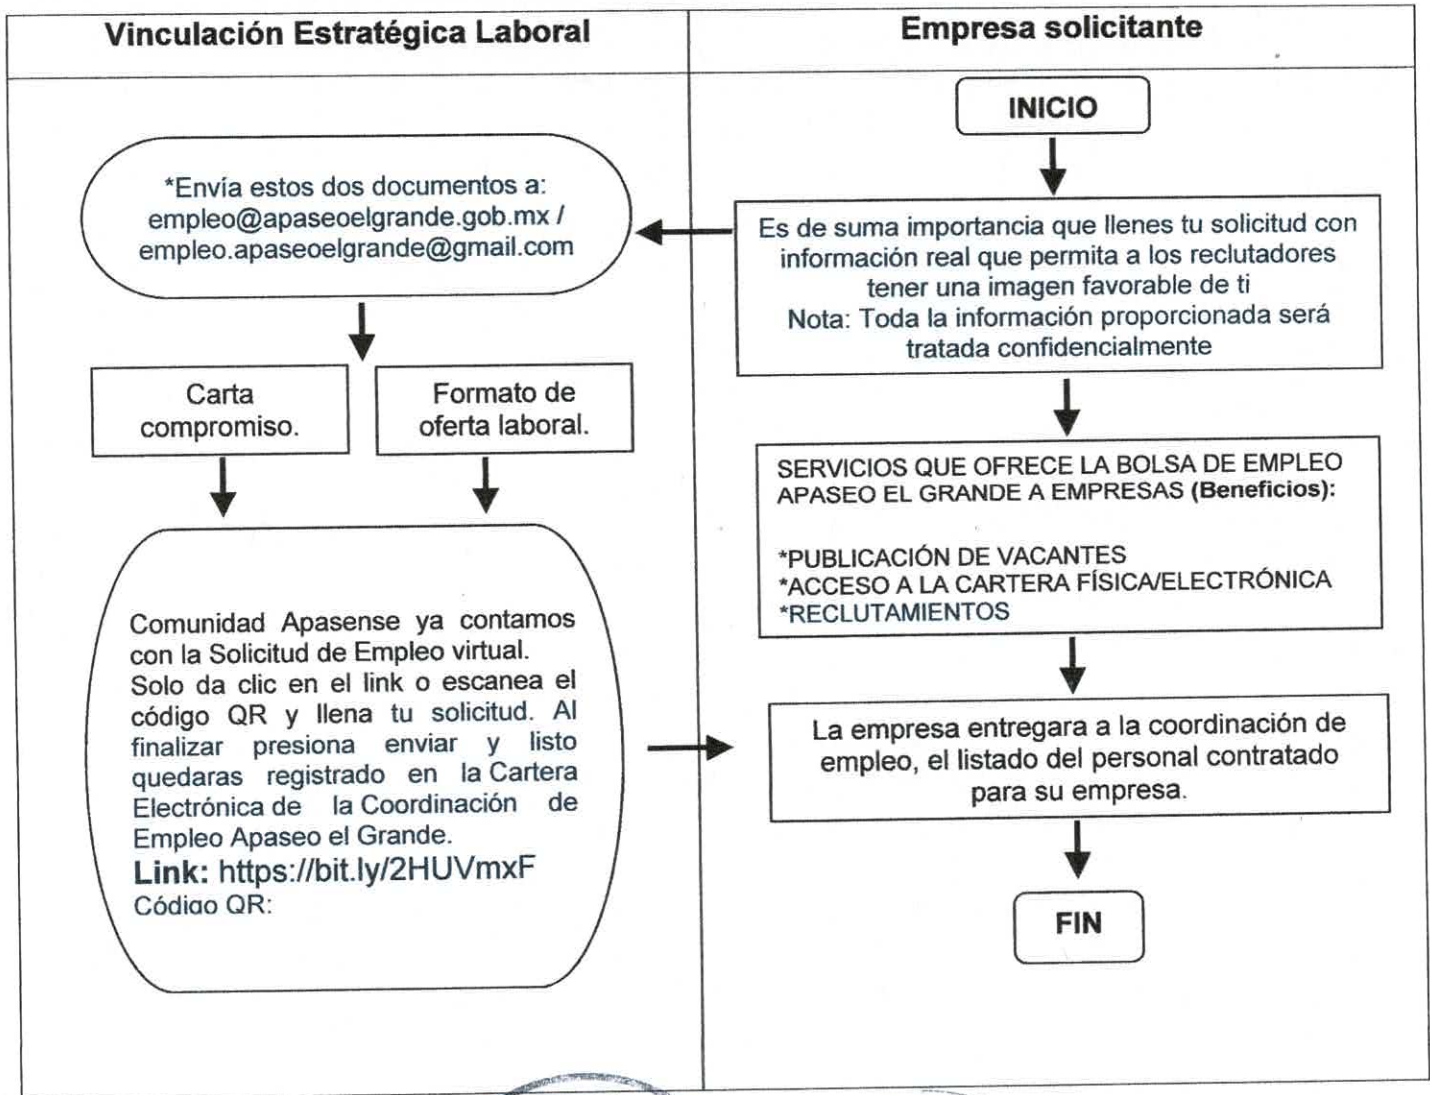 Vinculación Estratégica Laboral
Empresa solicitante
INICIO
*Envía estos dos documentos a:
empleo@apaseoelgrande.gob.mx /
empleo.apaseoelgrande@gmail.com
Es de suma importancia que llenes tu solicitud con
información real que permita a los reclutadores
tener una imagen favorable de ti
Nota: Toda la información proporcionada será
tratada confidencialmente
Carta
compromiso.
Formato de
oferta laboral.
SERVICIOS QUE OFRECE LA BOLSA DE EMPLEO
APASEO EL GRANDE A EMPRESAS (Beneficios):
*PUBLICACIÓN DE VACANTES
*ACCESO A LA CARTERA FÍSICA/ELECTRÓNICA
*RECLUTAMIENTOS
Comunidad Apasense ya contamos
con la Solicitud de Empleo virtual.
Solo da clic en el link o escanea el
código QR y llena tu solicitud. Al
finalizar presiona enviar y listo
quedaras registrado en la Cartera
Electrónica de la Coordinación de
Empleo Apaseo el Grande.
Link: https://bit.ly/2HUVmxF
Código QR:
La empresa entregara a la coordinación de
empleo, el listado del personal contratado
para su empresa.
FIN